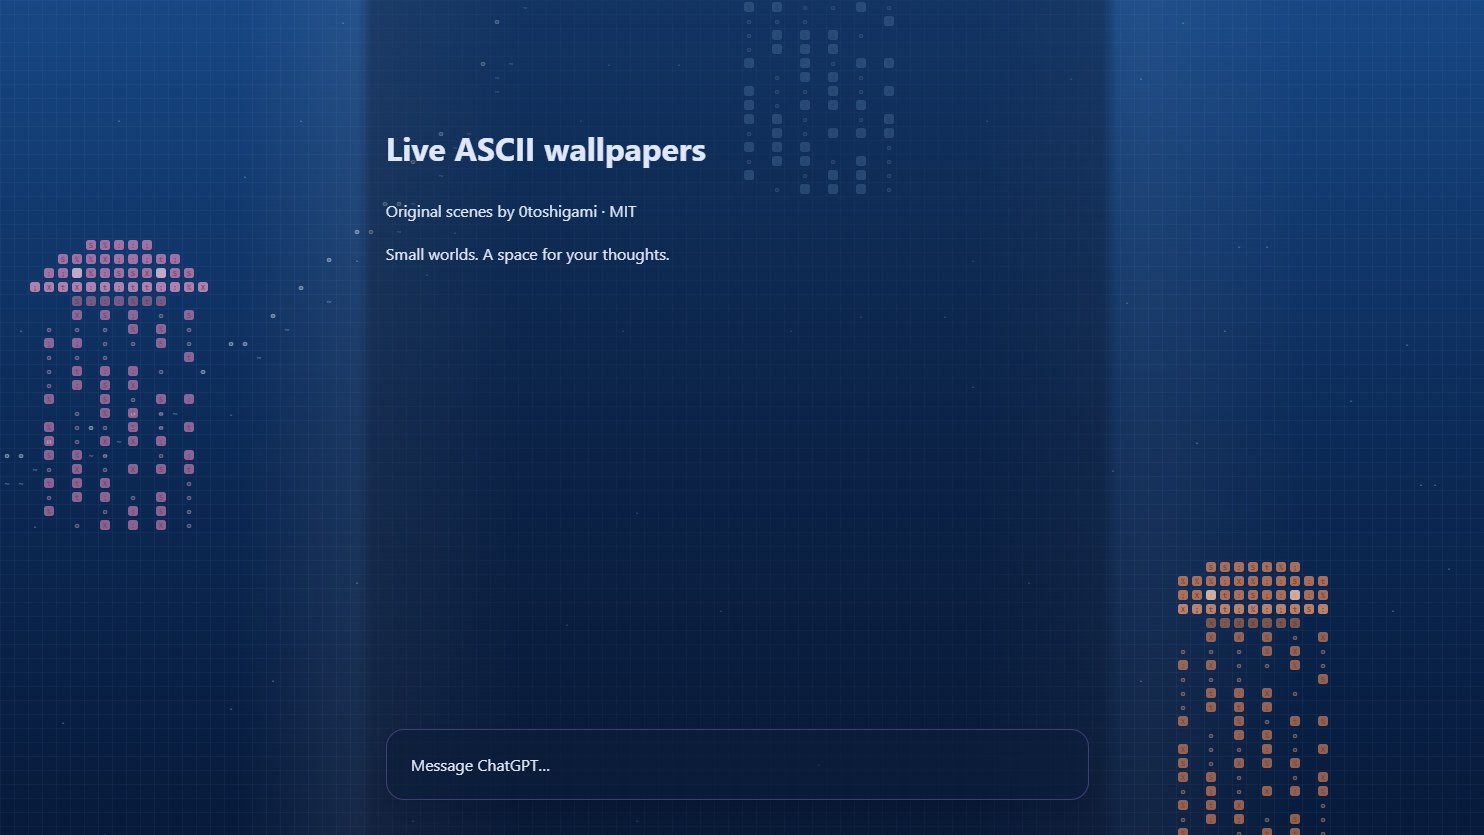 Live ASCII wallpapers
Original scenes by 0toshigami · MIT
Small worlds. A space for your thoughts.
Message ChatGPT...